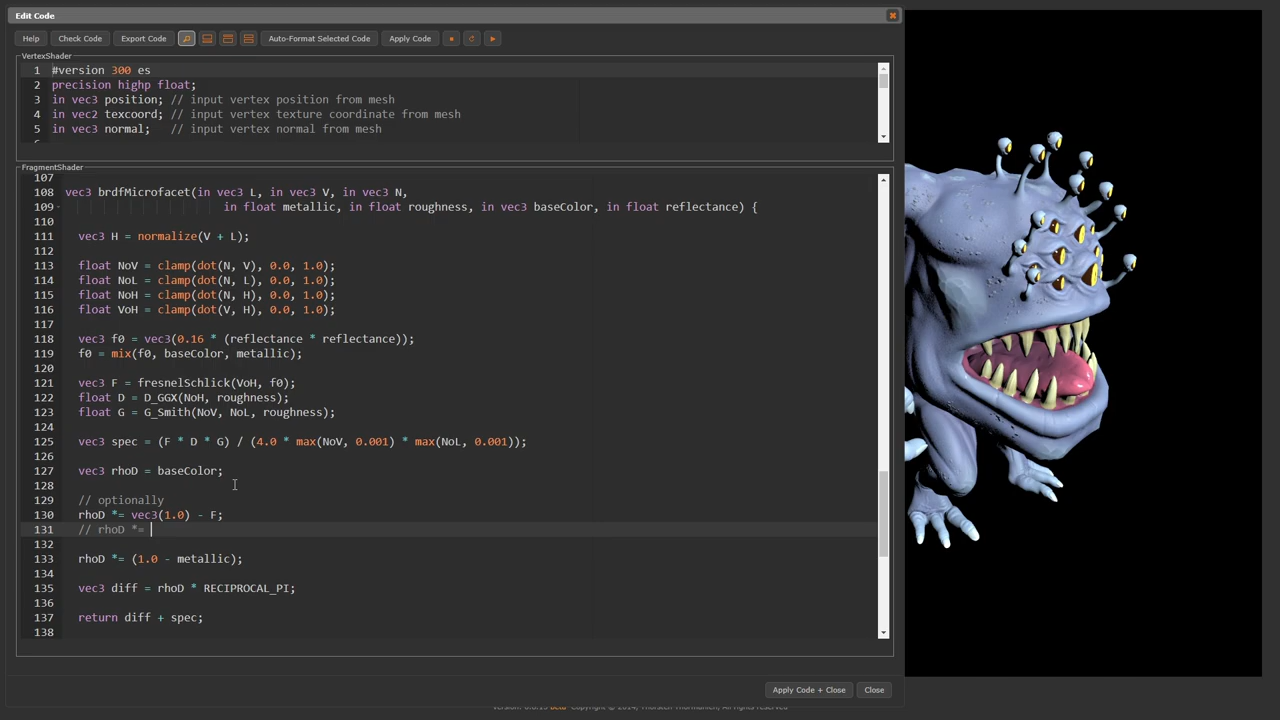 Edit Code
Help Check Code Export Code Auto-Format Selected Code Apply Code
VertexShader
1 #version 300 es
2 precision highp float;
3 in vec3 position; // input vertex position from mesh
4 in vec2 texcoord; // input vertex texture coordinate from mesh
5 in vec3 normal;   // input vertex normal from mesh
FragmentShader
107
108 vec3 brdfMicrofacet(in vec3 L, in vec3 V, in vec3 N,
109 in float metallic, in float roughness, in vec3 baseColor, in float reflectance) {
110
111 vec3 H = normalize(V + L);
112
113 float NoV = clamp(dot(N, V), 0.0, 1.0);
114 float NoL = clamp(dot(N, L), 0.0, 1.0);
115 float NoH = clamp(dot(N, H), 0.0, 1.0);
116 float VoH = clamp(dot(V, H), 0.0, 1.0);
117
118 vec3 f0 = vec3(0.16 * (reflectance * reflectance));
119 f0 = mix(f0, baseColor, metallic);
120
121 vec3 F = fresnelSchlick(VoH, f0);
122 float D = D_GGX(NoH, roughness);
123 float G = G_Smith(NoV, NoL, roughness);
124
125 vec3 spec = (F * D * G) / (4.0 * max(NoV, 0.001) * max(NoL, 0.001));
126
127 vec3 rhoD = baseColor;
128
129 // optionally
130 rhoD *= vec3(1.0) - F;
131 // rhoD *=
132
133 rhoD *= (1.0 - metallic);
134
135 vec3 diff = rhoD * RECIPROCAL_PI;
136
137 return diff + spec;
138
Apply Code + Close Close